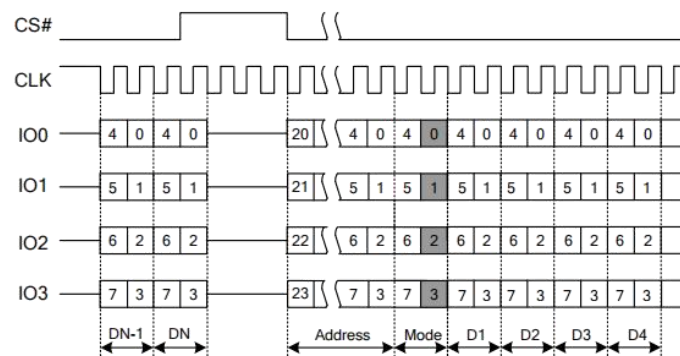 CS#
CLK
IO0 4 0 4 0 20 4 0 4 0 4 0 4 0 4 0 4 0
IO1 5 1 5 1 21 5 1 5 1 5 1 5 1 5 1 5 1
IO2 6 2 6 2 22 6 2 6 2 6 2 6 2 6 2 6 2
IO3 7 3 7 3 23 7 3 7 3 7 3 7 3 7 3 7 3
DN-1 DN Address Mode D1 D2 D3 D4